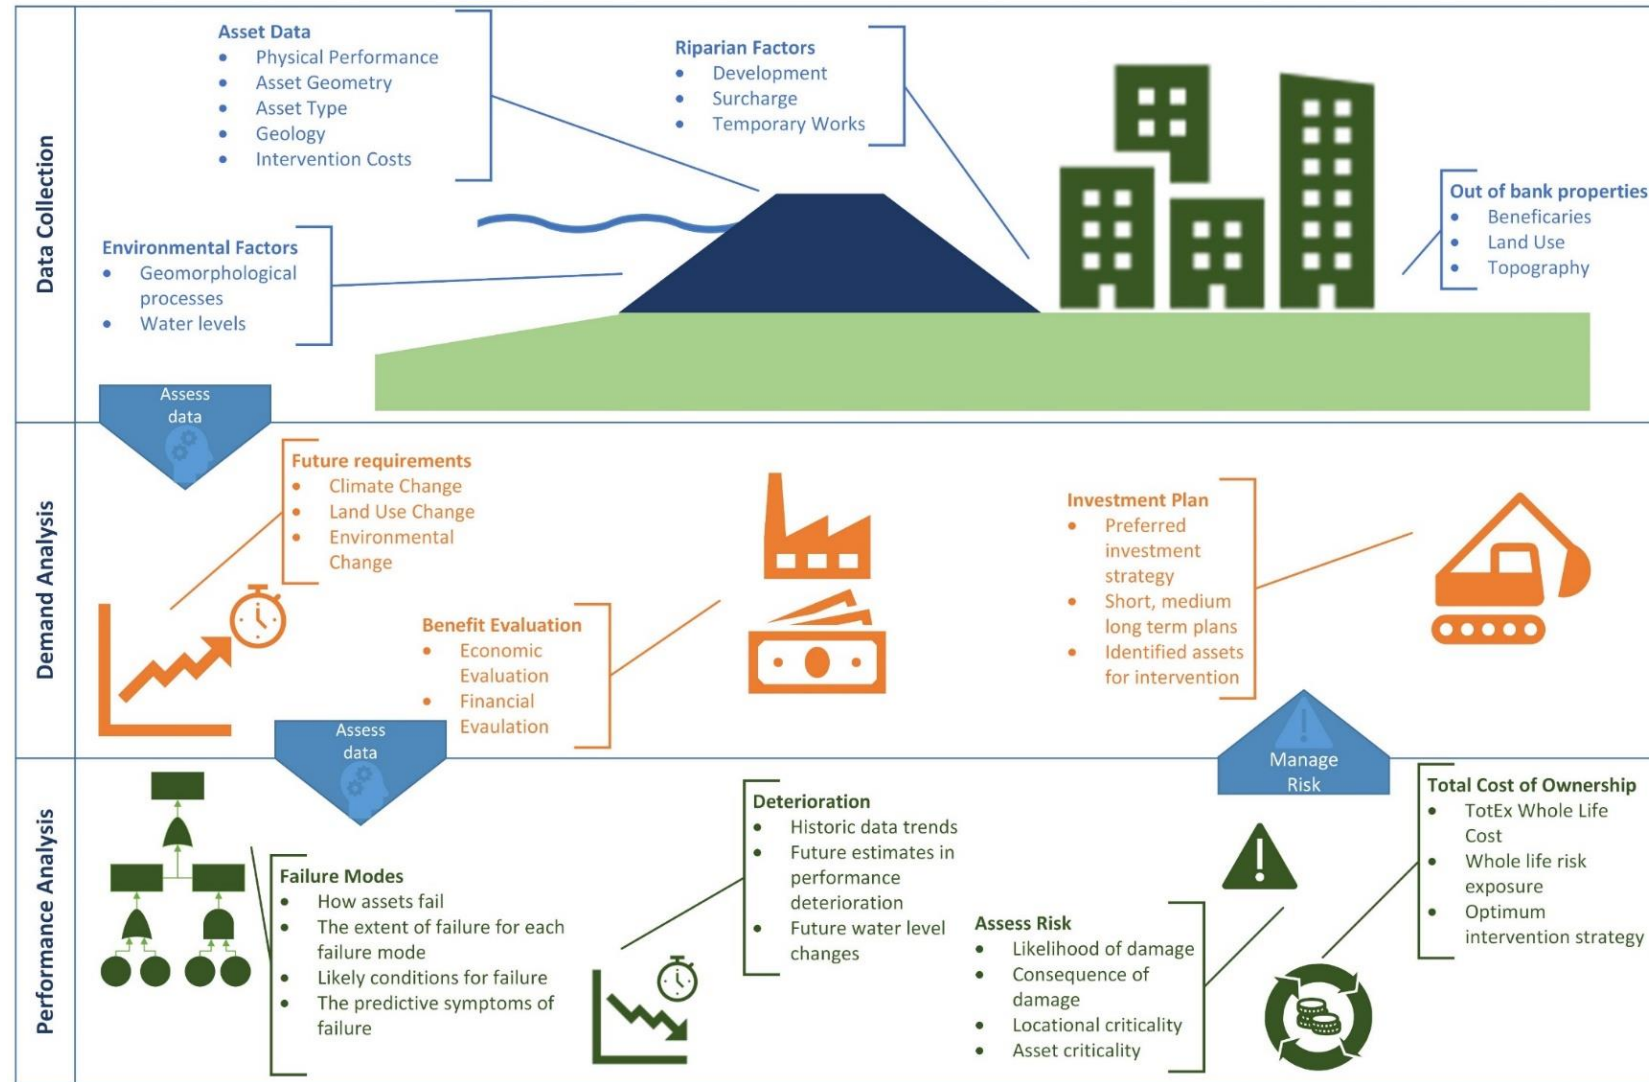 Data Collection
Asset Data
• Physical Performance
• Asset Geometry
• Asset Type
• Geology
• Intervention Costs
Riparian Factors
• Development
• Surcharge
• Temporary Works
Out of bank properties
• Beneficaries
• Land Use
• Topography
Environmental Factors
• Geomorphological
processes
• Water levels
Assess
data
Demand Analysis
Future requirements
• Climate Change
• Land Use Change
• Environmental
Change
Benefit Evaluation
• Economic
Evaluation
• Financial
Evaulation
Investment Plan
• Preferred
investment
strategy
• Short, medium
long term plans
• Identified assets
for intervention
Assess
data
Manage
Risk
Performance Analysis
Failure Modes
• How assets fail
• The extent of failure for each
failure mode
• Likely conditions for failure
• The predictive symptoms of
failure
Deterioration
• Historic data trends
• Future estimates in
performance
deterioration
• Future water level
changes
Assess Risk
• Likelihood of damage
• Consequence of
damage
• Locational criticality
• Asset criticality
Total Cost of Ownership
• TotEx Whole Life
Cost
• Whole life risk
exposure
• Optimum
intervention strategy